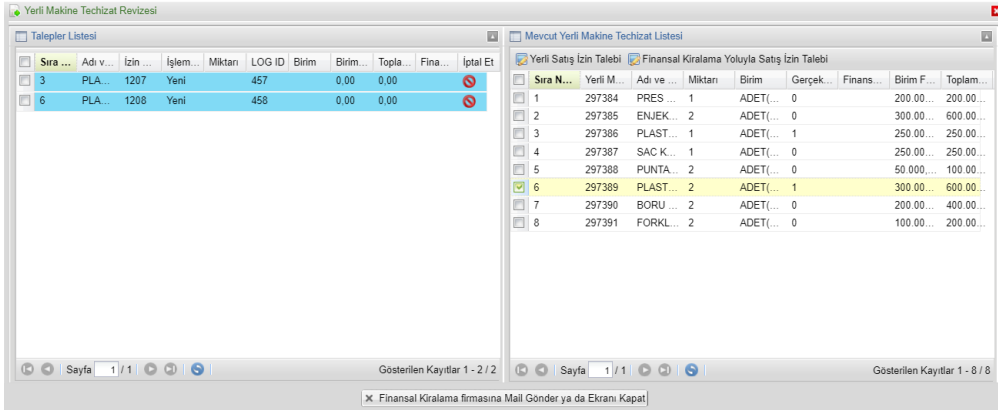 Yerli Makine Techizat Revizesi
Talepler Listesi
Sıra ... Adı v... İzin ... İşlem... Miktarı LOG ID Birim Birim... Topla... Fina... İptal Et
3 PLA... 1207 Yeni 457 0,00 0,00
6 PLA... 1208 Yeni 458 0,00 0,00
Sayfa 1 / 1 Gösterilen Kayıtlar 1 - 2 / 2
Mevcut Yerli Makine Techizat Listesi
Yerli Satış İzin Talebi Finansal Kiralama Yoluyla Satış İzin Talebi
Sıra N... Yerli M... Adı ve ... Miktarı Birim Gerçek... Finans... Birim F... Toplam...
1 297384 PRES ... 1 ADET(... 0 200.00... 200.00...
2 297385 ENJEK... 2 ADET(... 0 300.00... 600.00...
3 297386 PLAST... 1 ADET(... 1 250.00... 250.00...
4 297387 SAC K... 1 ADET(... 0 250.00... 250.00...
5 297388 PUNTA... 2 ADET(... 0 50.000,... 100.00...
6 297389 PLAST... 2 ADET(... 1 300.00... 600.00...
7 297390 BORU ... 2 ADET(... 0 200.00... 400.00...
8 297391 FORKL... 2 ADET(... 0 100.00... 200.00...
Sayfa 1 / 1 Gösterilen Kayıtlar 1 - 8 / 8
Finansal Kiralama firmasına Mail Gönder ya da Ekranı Kapat